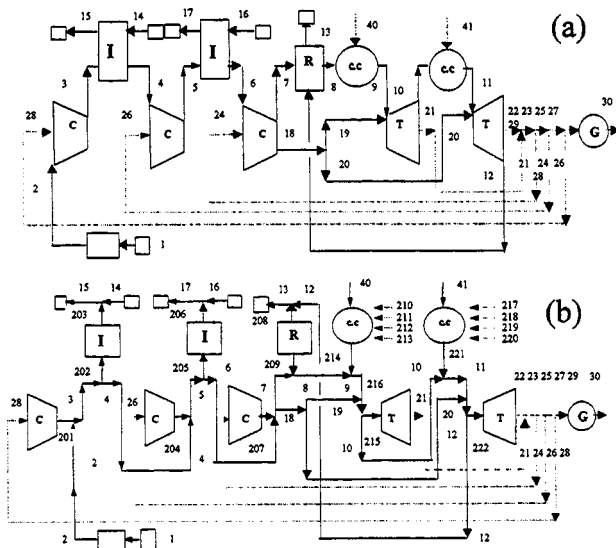 15 14 17 16 13 40 41 (a)
I I R c.c c.c
3 4 5 6 7 8 9 10 11
28 C 26 C 24 C 18 19 20 T 21 20 T 22 23 25 27 G 30
29 21 24 26
28
2 12
1
15 14 17 16 13 12 40 41 (b)
203 206 208 c.c 210 c.c 217
I I R 211 218
212 219
213 220
202 205 209 214 221
3 4 5 6 7 8 9 216 10 11
28 C 26 C C 18 19 T 21 20 T 22 23 25 27 29 G 30
201 204 207 215 12 222 21 24 26 28
2 4 10
2 1 12